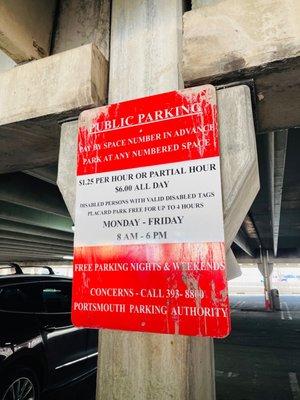 PUBLIC PARKING
PAY BY SPACE NUMBER IN ADVANCE
PARK AT ANY NUMBERED SPACE
$1.25 PER HOUR OR PARTIAL HOUR
$6.00 ALL DAY
DISABLED PERSONS WITH VALID DISABLED TAGS
PLACARD PARK FREE FOR UP TO 4 HOURS
MONDAY - FRIDAY
8 AM - 6 PM
FREE PARKING NIGHTS & WEEKENDS
CONCERNS - CALL 393- 8800
PORTSMOUTH PARKING AUTHORITY